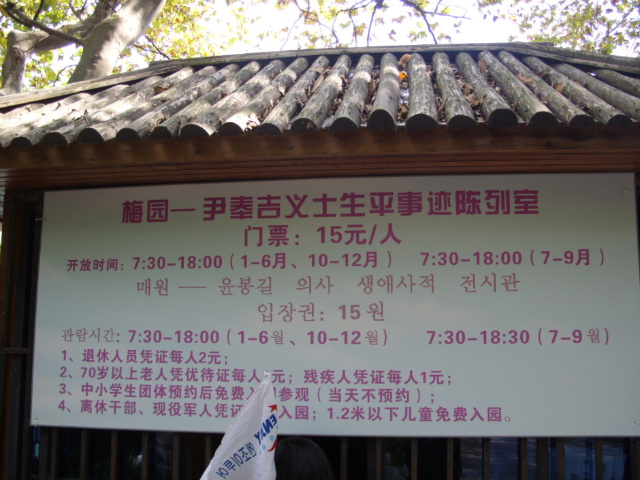 梅园—尹奉吉义士生平事迹陈列室
门票：15元/人
开放时间：7:30-18:00（1-6月、10-12月） 7:30-18:00（7-9月）
매원 — 윤봉길 의사 생애사적 전시관
입장권：15원
관람시간: 7:30-18:00（1-6월、10-12월） 7:30-18:30（7-9월）
1、退休人员凭证每人2元；
2、70岁以上老人凭优待证每人 元；残疾人凭证每人1元；
3、中小学生团体预约后免费入 参观（当天不预约）；
4、离休干部、现役军人凭证 入园；1.2米以下儿童免费入园。